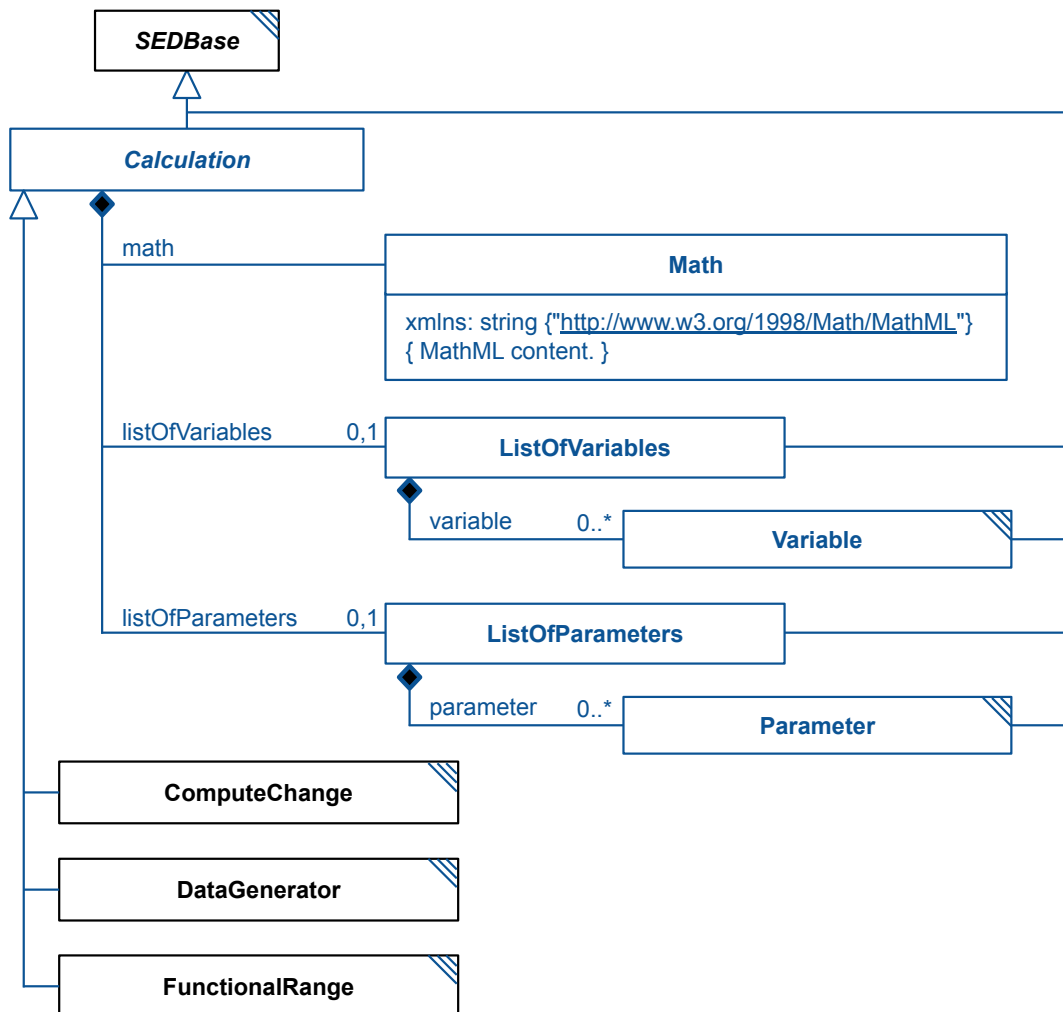 SEDBase
Calculation
math
Math
xmlns: string {"http://www.w3.org/1998/Math/MathML"}
{ MathML content. }
listOfVariables 0,1
ListOfVariables
variable 0..*
Variable
listOfParameters 0,1
ListOfParameters
parameter 0..*
Parameter
ComputeChange
DataGenerator
FunctionalRange